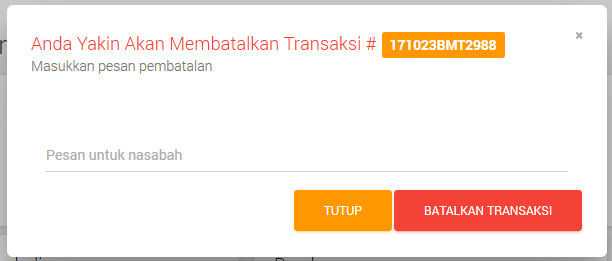 Anda Yakin Akan Membatalkan Transaksi # 171023BMT2988
×
Masukkan pesan pembatalan
Pesan untuk nasabah
TUTUP
BATALKAN TRANSAKSI